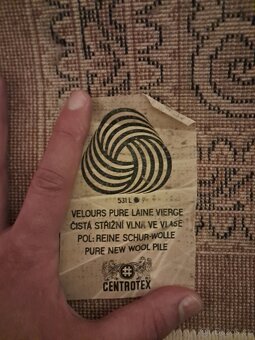 531 L
VELOURS PURE LAINE VIERGE
ČISTÁ STŘIŽNÍ VLNA VE VLASE
POL: REINE SCHUR-WOLLE
PURE NEW WOOL PILE
CENTROTEX